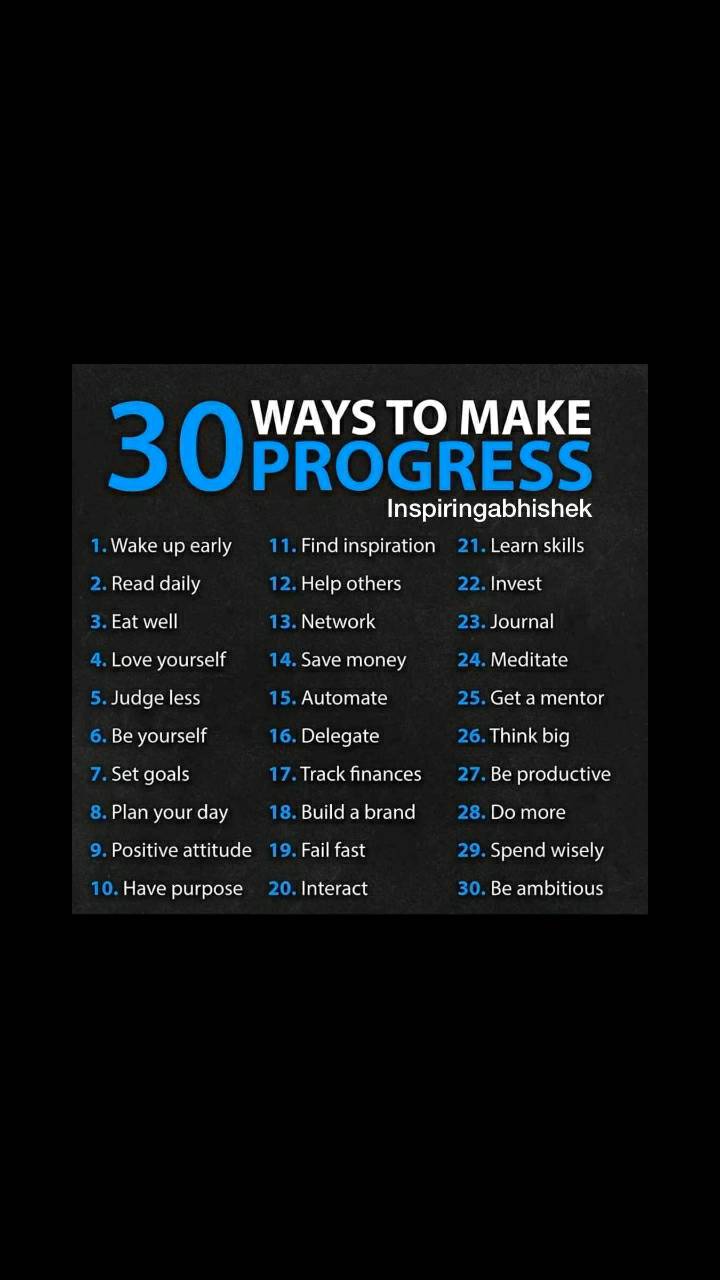 30 WAYS TO MAKE
PROGRESS
Inspiringabhishek
1. Wake up early
2. Read daily
3. Eat well
4. Love yourself
5. Judge less
6. Be yourself
7. Set goals
8. Plan your day
9. Positive attitude
10. Have purpose
11. Find inspiration
12. Help others
13. Network
14. Save money
15. Automate
16. Delegate
17. Track finances
18. Build a brand
19. Fail fast
20. Interact
21. Learn skills
22. Invest
23. Journal
24. Meditate
25. Get a mentor
26. Think big
27. Be productive
28. Do more
29. Spend wisely
30. Be ambitious